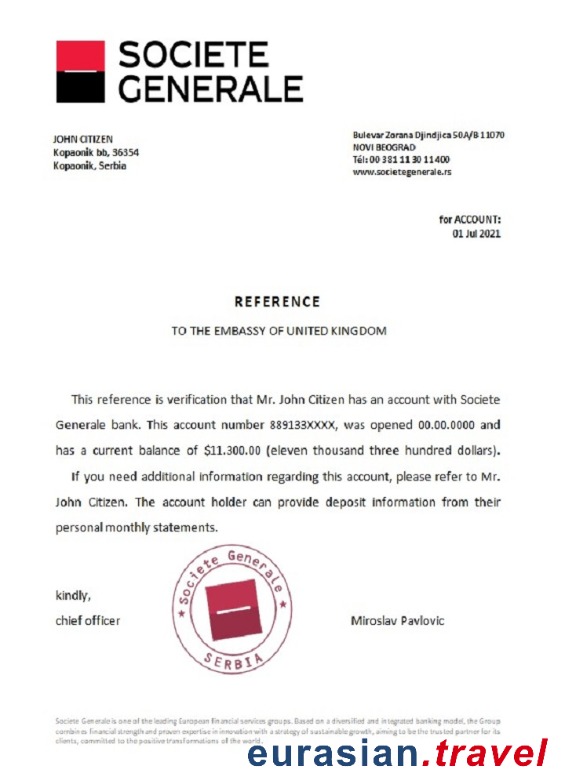 SOCIETE
GENERALE
JOHN CITIZEN
Kopaonik bb, 36354
Kopaonik, Serbia
Bulevar Zorana Djindjica 50A/B 11070
NOVI BEOGRAD
Tél: 00 381 11 30 11400
www.societegenerale.rs
for ACCOUNT:
01 Jul 2021
REFERENCE
TO THE EMBASSY OF UNITED KINGDOM
This reference is verification that Mr. John Citizen has an account with Societe
Generale bank. This account number 889133XXXX, was opened 00.00.0000 and
has a current balance of $11.300.00 (eleven thousand three hundred dollars).
If you need additional information regarding this account, please refer to Mr.
John Citizen. The account holder can provide deposit information from their
personal monthly statements.
kindly,
chief officer
Societe Generale
SERBIA
Miroslav Pavlovic
Societe Generale is one of the leading European financial services groups. Based on a diversified and integrated banking model, the Group
combines financial strength and proven expertise in innovation with a strategy of sustainable growth, aiming to be the trusted partner for its
clients, committed to the positive transformations of the world.
eurasian.travel